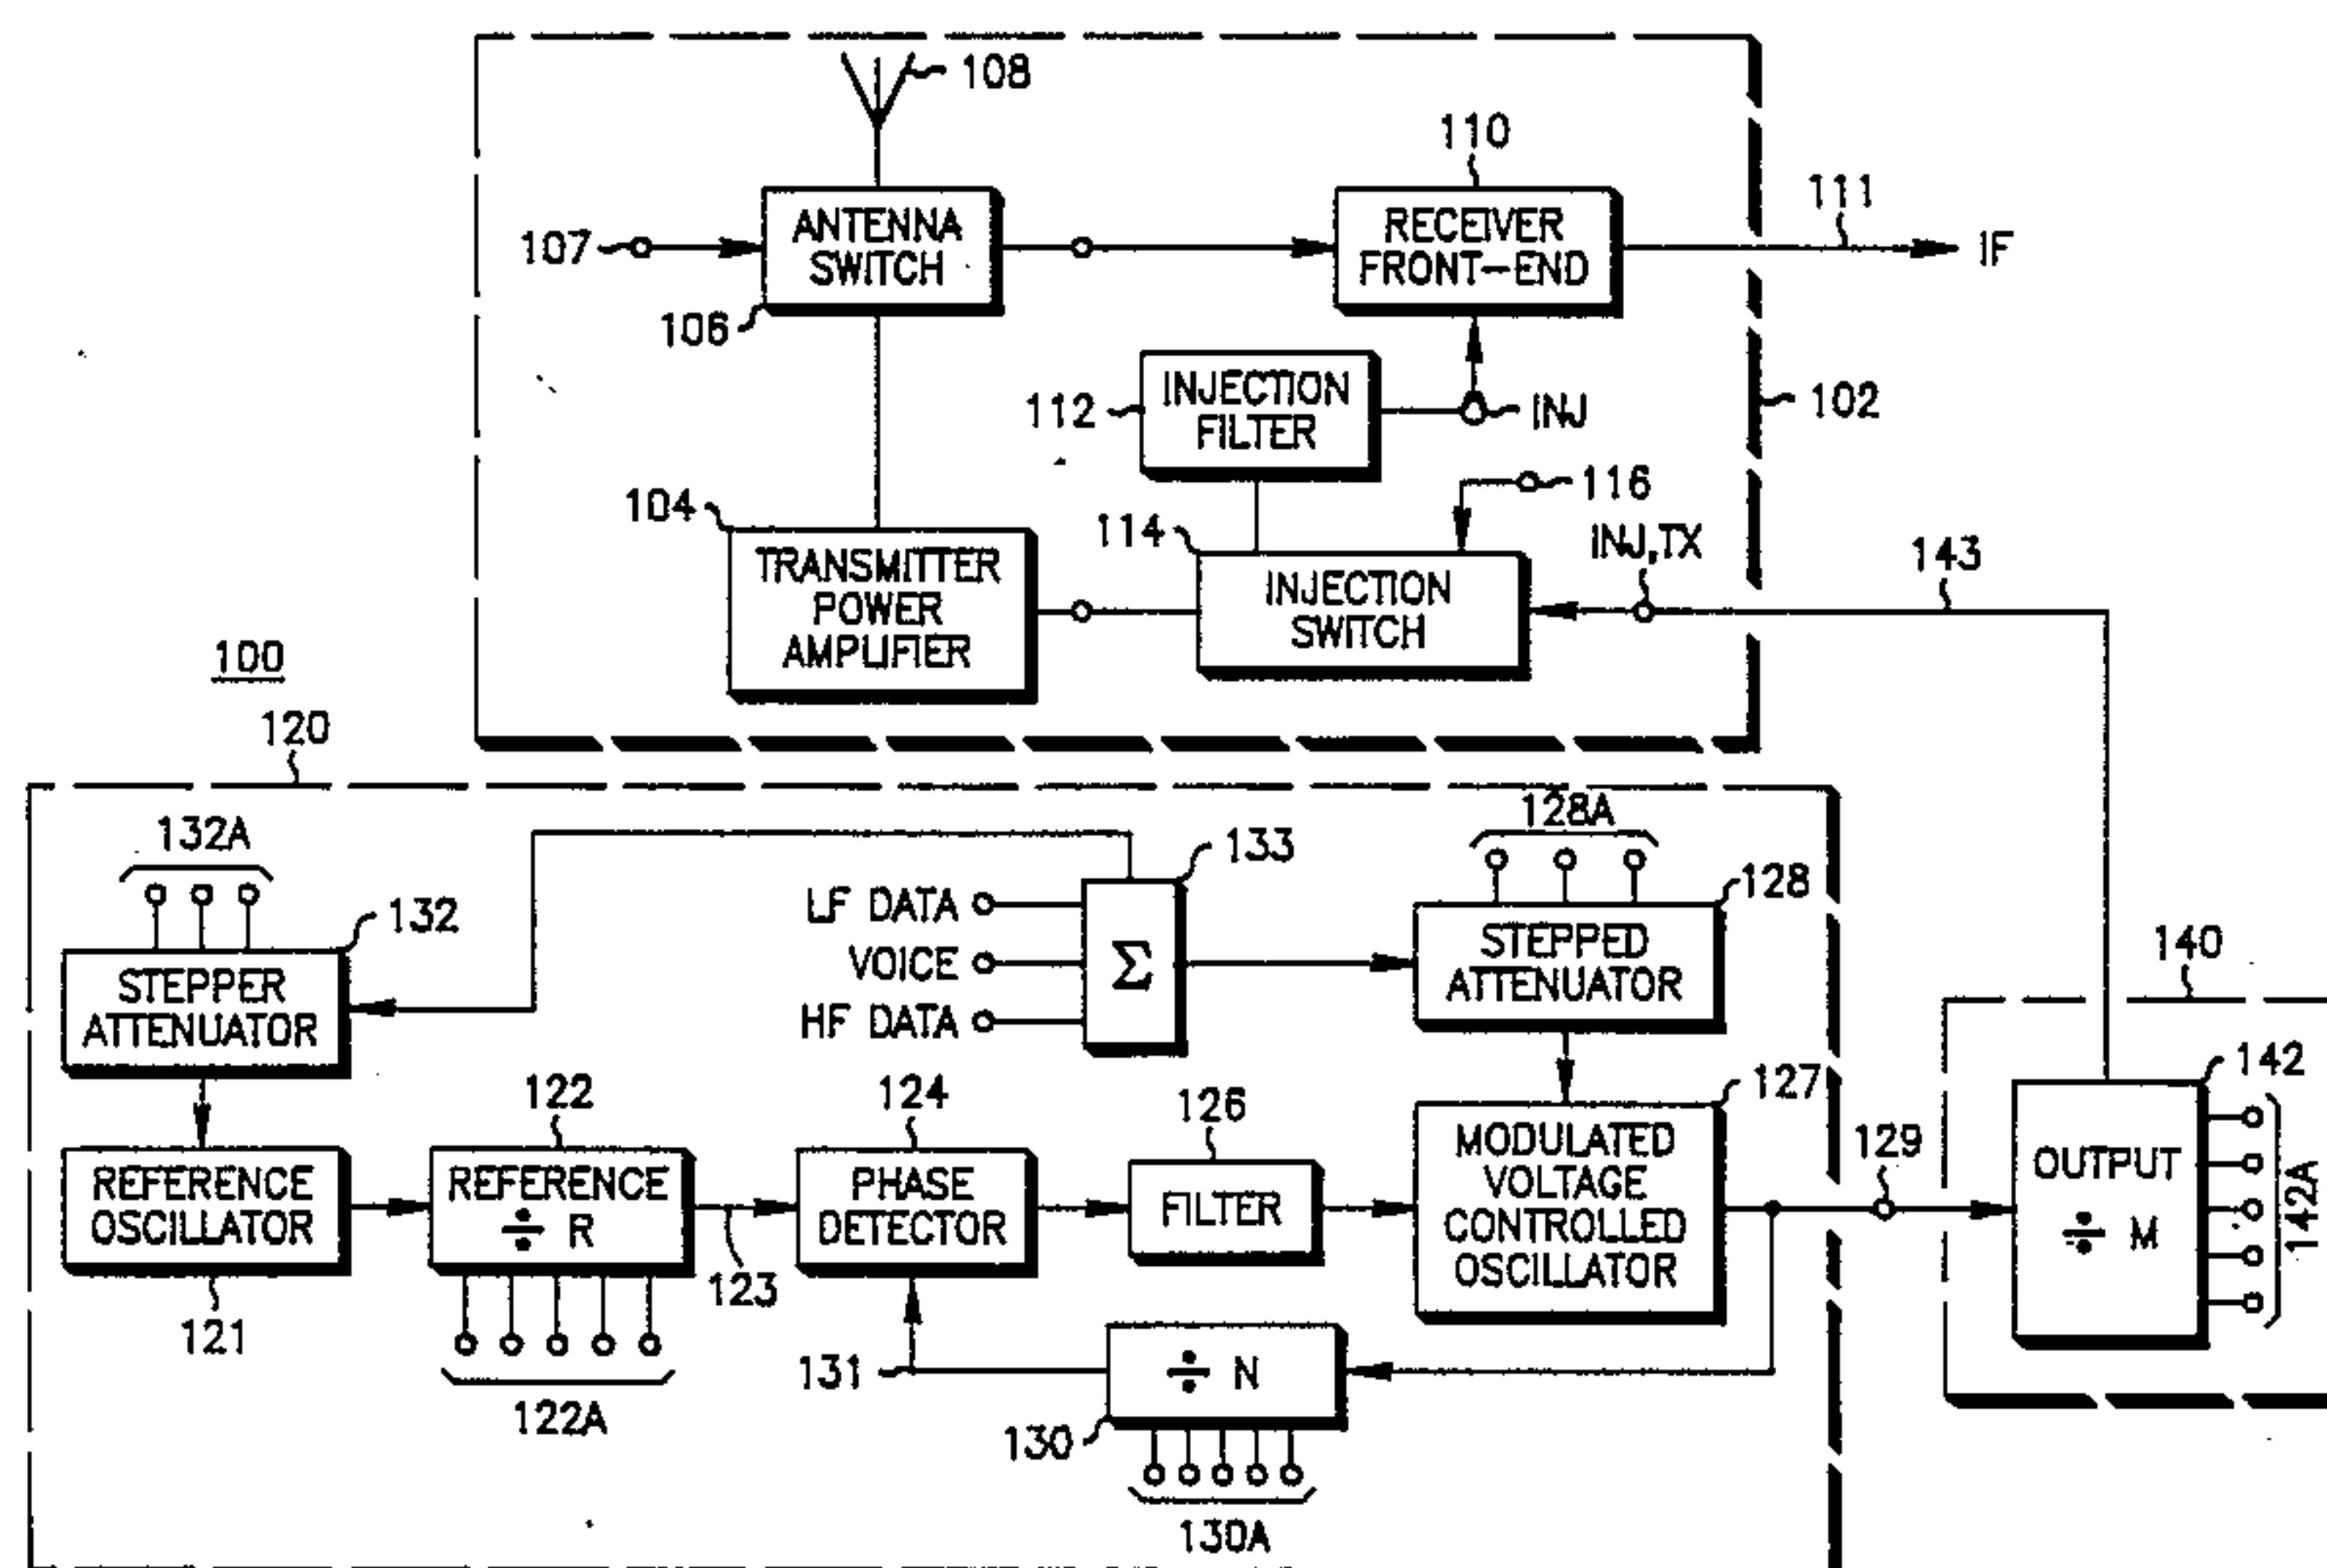 108
110
107
ANTENNA
SWITCH
106
RECEIVER
FRONT-END
111
IF
112
INJECTION
FILTER
INJ
102
116
104
TRANSMITTER
POWER
AMPLIFIER
114
INJECTION
SWITCH
INJ,TX
143
100
120
132A
132
STEPPER
ATTENUATOR
LF DATA
VOICE
HF DATA
133
Σ
128A
128
STEPPED
ATTENUATOR
140
REFERENCE
OSCILLATOR
121
122
REFERENCE
÷ R
122A
123
124
PHASE
DETECTOR
126
FILTER
127
MODULATED
VOLTAGE
CONTROLLED
OSCILLATOR
129
142
OUTPUT
÷ M
142A
131
÷ N
130
130A